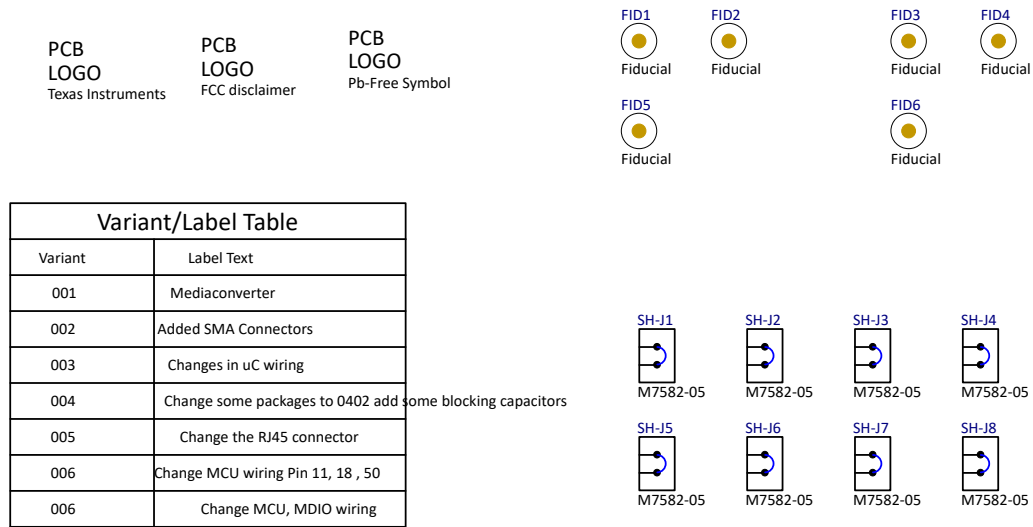 PCB
LOGO
Texas Instruments
PCB
LOGO
FCC disclaimer
PCB
LOGO
Pb-Free Symbol
FID1 FID2 FID3 FID4
Fiducial Fiducial Fiducial Fiducial
FID5 FID6
Fiducial Fiducial
Variant/Label Table
Variant Label Text
001 Mediaconverter
002 Added SMA Connectors
003 Changes in uC wiring
004 Change some packages to 0402 add some blocking capacitors
005 Change the RJ45 connector
006 Change MCU wiring Pin 11, 18 , 50
006 Change MCU, MDIO wiring
SH-J1 SH-J2 SH-J3 SH-J4
M7582-05 M7582-05 M7582-05 M7582-05
SH-J5 SH-J6 SH-J7 SH-J8
M7582-05 M7582-05 M7582-05 M7582-05